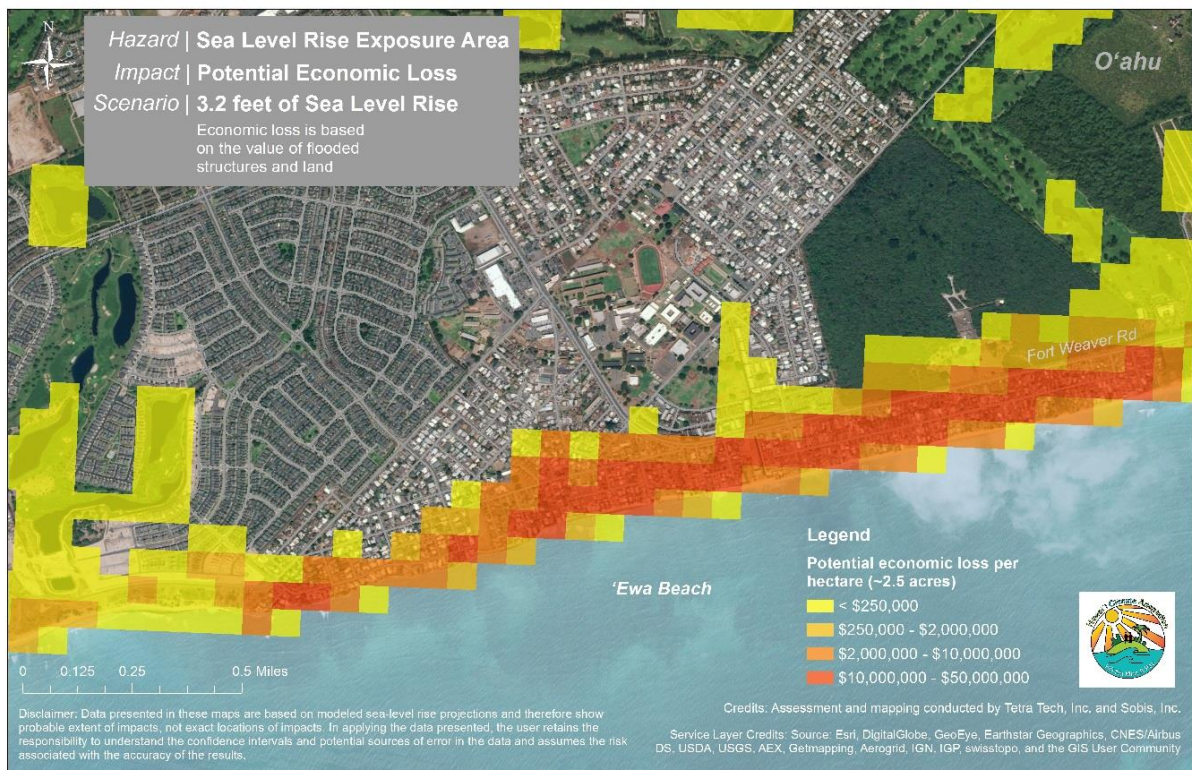 N
Hazard | Sea Level Rise Exposure Area
Impact | Potential Economic Loss
Scenario | 3.2 feet of Sea Level Rise
Economic loss is based
on the value of flooded
structures and land
Oʻahu
Fort Weaver Rd
ʻEwa Beach
Legend
Potential economic loss per
hectare (~2.5 acres)
< $250,000
$250,000 - $2,000,000
$2,000,000 - $10,000,000
$10,000,000 - $50,000,000
0 0.125 0.25 0.5 Miles
Disclaimer: Data presented in these maps are based on modeled sea-level rise projections and therefore show
probable extent of impacts, not exact locations of impacts. In applying the data presented, the user retains the
responsibility to understand the confidence intervals and potential sources of error in the data and assumes the risk
associated with the accuracy of the results.
Credits: Assessment and mapping conducted by Tetra Tech, Inc. and Sobis, Inc.
Service Layer Credits: Source: Esri, DigitalGlobe, GeoEye, Earthstar Geographics, CNES/Airbus
DS, USDA, USGS, AEX, Getmapping, Aerogrid, IGN, IGP, swisstopo, and the GIS User Community